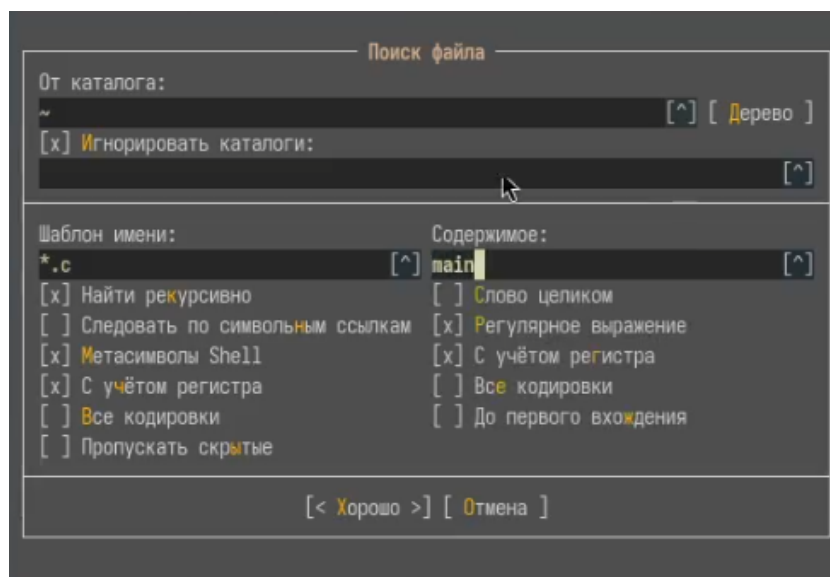 Поиск файла
От каталога:
~ [^] [ Дерево ]
[x] Игнорировать каталоги:
[^]
Шаблон имени: Содержимое:
*.c [^] main [^]
[x] Найти рекурсивно [ ] Слово целиком
[ ] Следовать по символьным ссылкам [x] Регулярное выражение
[x] Метасимволы Shell [x] С учётом регистра
[x] С учётом регистра [ ] Все кодировки
[ ] Все кодировки [ ] До первого вхождения
[ ] Пропускать скрытые
[< Хорошо >] [ Отмена ]